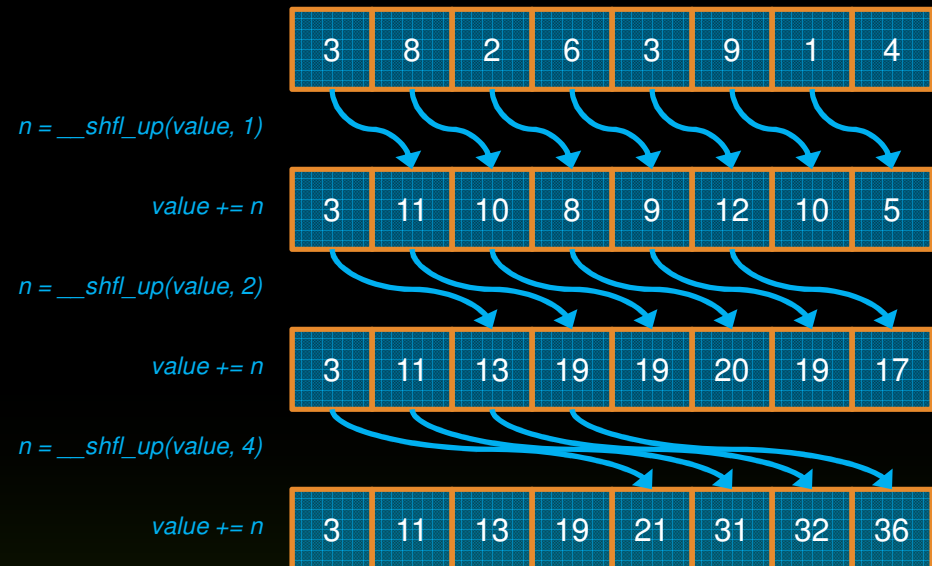 3 8 2 6 3 9 1 4
n = __shfl_up(value, 1)
value += n 3 11 10 8 9 12 10 5
n = __shfl_up(value, 2)
value += n 3 11 13 19 19 20 19 17
n = __shfl_up(value, 4)
value += n 3 11 13 19 21 31 32 36